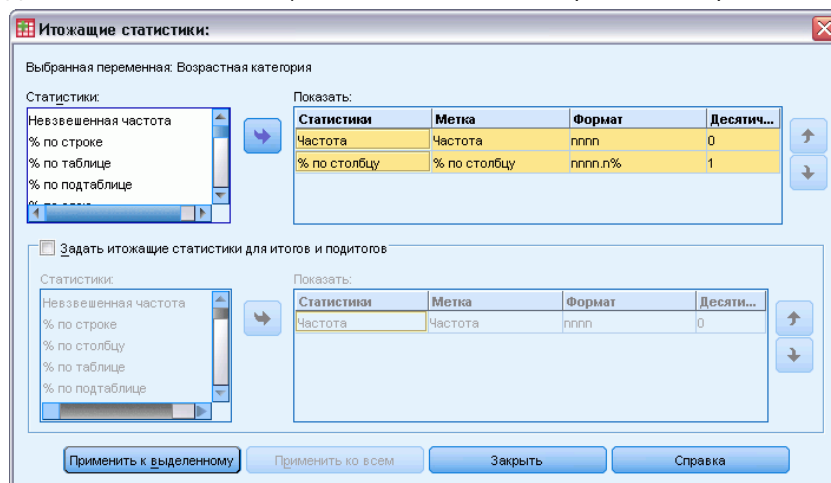 Итожащие статистики:
Выбранная переменная: Возрастная категория
Статистики:
Невзвешенная частота
% по строке
% по таблице
% по подтаблице
Показать:
Статистики Метка Формат Десятич...
Частота Частота nnnn 0
% по столбцу % по столбцу nnnn.n% 1
Задать итожащие статистики для итогов и подитогов
Статистики:
Невзвешенная частота
% по строке
% по столбцу
% по таблице
% по подтаблице
Показать:
Статистики Метка Формат Десяти...
Частота Частота nnnn 0
Применить к выделенному Применить ко всем Закрыть Справка